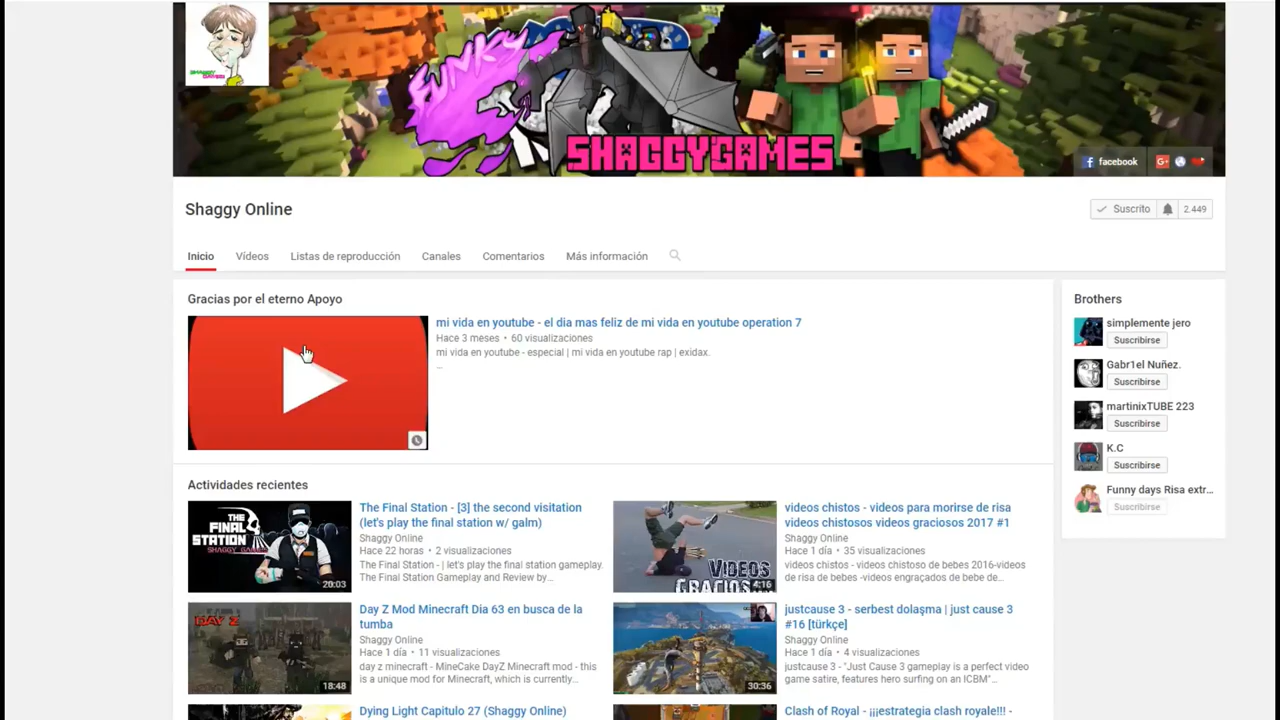 SHAGGYGAMES
facebook
Shaggy Online
Suscrito 2.449
Inicio Vídeos Listas de reproducción Canales Comentarios Más información
Gracias por el eterno Apoyo
mi vida en youtube - el dia mas feliz de mi vida en youtube operation 7
Hace 3 meses • 60 visualizaciones
mi vida en youtube - especial | mi vida en youtube rap | exidax.
...
Brothers
simplemente jero
Suscribirse
Gabr1el Nuñez.
Suscribirse
martinixTUBE 223
Suscribirse
K.C
Suscribirse
Funny days Risa extr...
Suscribirse
Actividades recientes
THE
FINAL
STATION
SHAGGY GAMES
20:03
The Final Station - [3] the second visitation
(let's play the final station w/ galm)
Shaggy Online
Hace 22 horas • 2 visualizaciones
The Final Station - | let's play the final station gameplay.
The Final Station Gameplay and Review by...
VIDEOS
GRACIOSOS
4:16
videos chistos - videos para morirse de risa
videos chistosos videos graciosos 2017 #1
Shaggy Online
Hace 1 día • 35 visualizaciones
videos chistos - videos chistosos de bebes 2016-videos
de risa de bebes -videos engraçados de bebe de...
DAY Z
18:48
Day Z Mod Minecraft Dia 63 en busca de la
tumba
Shaggy Online
Hace 1 día • 11 visualizaciones
day z minecraft - MineCake DayZ Minecraft mod - this
is a unique mod for Minecraft, which is currently...
30:36
justcause 3 - serbest dolaşma | just cause 3
#16 [türkçe]
Shaggy Online
Hace 1 día • 4 visualizaciones
justcause 3 - "Just Cause 3 gameplay is a perfect video
game satire, features hero surfing on an ICBM"...
Dying Light Capitulo 27 (Shaggy Online)
Clash of Royal - ¡¡¡estrategia clash royale!!! -